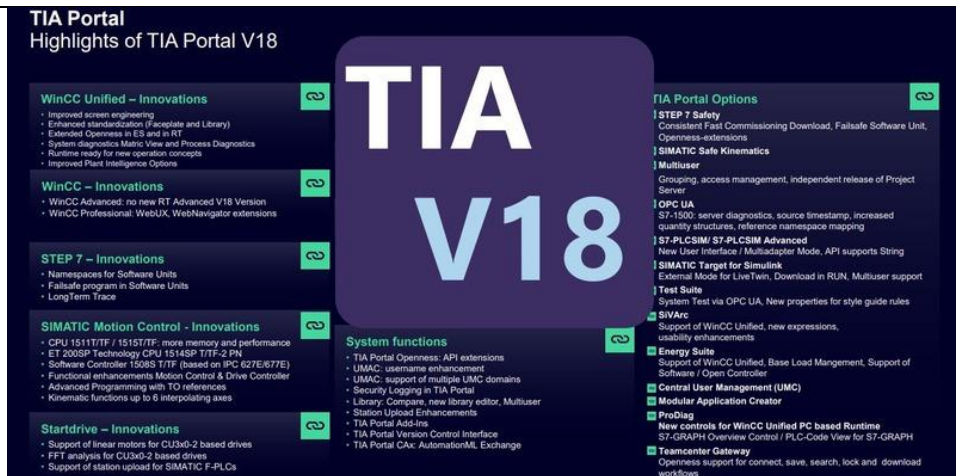 TIA Portal
Highlights of TIA Portal V18
WinCC Unified – Innovations
• Improved screen engineering
• Enhanced standardization (Faceplate and Library)
• Extended Openness in ES and in RT
• System diagnostics Matric View and Process Diagnostics
• Runtime ready for new operation concepts
• Improved Plant Intelligence Options
WinCC – Innovations
• WinCC Advanced: no new RT Advanced V18 Version
• WinCC Professional: WebUX, WebNavigator extensions
STEP 7 – Innovations
• Namespaces for Software Units
• Failsafe program in Software Units
• LongTerm Trace
SIMATIC Motion Control - Innovations
• CPU 1511T/TF / 1515T/TF: more memory and performance
• ET 200SP Technology CPU 1514SP T/TF-2 PN
• Software Controller 1508S T/TF (based on IPC 627E/677E)
• Functional enhancements Motion Control & Drive Controller
• Advanced Programming with TO references
• Kinematic functions up to 6 interpolating axes
Startdrive – Innovations
• Support of linear motors for CU3x0-2 based drives
• FFT analysis for CU3x0-2 based drives
• Support of station upload for SIMATIC F-PLCs
TIA
V18
System functions
• TIA Portal Openness: API extensions
• UMAC: username enhancement
• UMAC: support of multiple UMC domains
• Security Logging in TIA Portal
• Library: Compare, new library editor, Multiuser
• Station Upload Enhancements
• TIA Portal Add-Ins
• TIA Portal Version Control Interface
• TIA Portal CAx: AutomationML Exchange
TIA Portal Options
STEP 7 Safety
Consistent Fast Commissioning Download, Failsafe Software Unit,
Openness-extensions
SIMATIC Safe Kinematics
Multiuser
Grouping, access management, independent release of Project
Server
OPC UA
S7-1500: server diagnostics, source timestamp, increased
quantity structures, reference namespace mapping
S7-PLCSIM/ S7-PLCSIM Advanced
New User Interface / Multiadapter Mode, API supports String
SIMATIC Target for Simulink
External Mode for LiveTwin, Download in RUN, Multiuser support
Test Suite
System Test via OPC UA, New properties for style guide rules
SiVArc
Support of WinCC Unified, new expressions,
usability enhancements
Energy Suite
Support of WinCC Unified, Base Load Mangement, Support of
Software / Open Controller
Central User Management (UMC)
Modular Application Creator
ProDiag
New controls for WinCC Unified PC based Runtime
S7-GRAPH Overview Control / PLC-Code View for S7-GRAPH
Teamcenter Gateway
Openness support for connect, save, search, lock and download
workflows